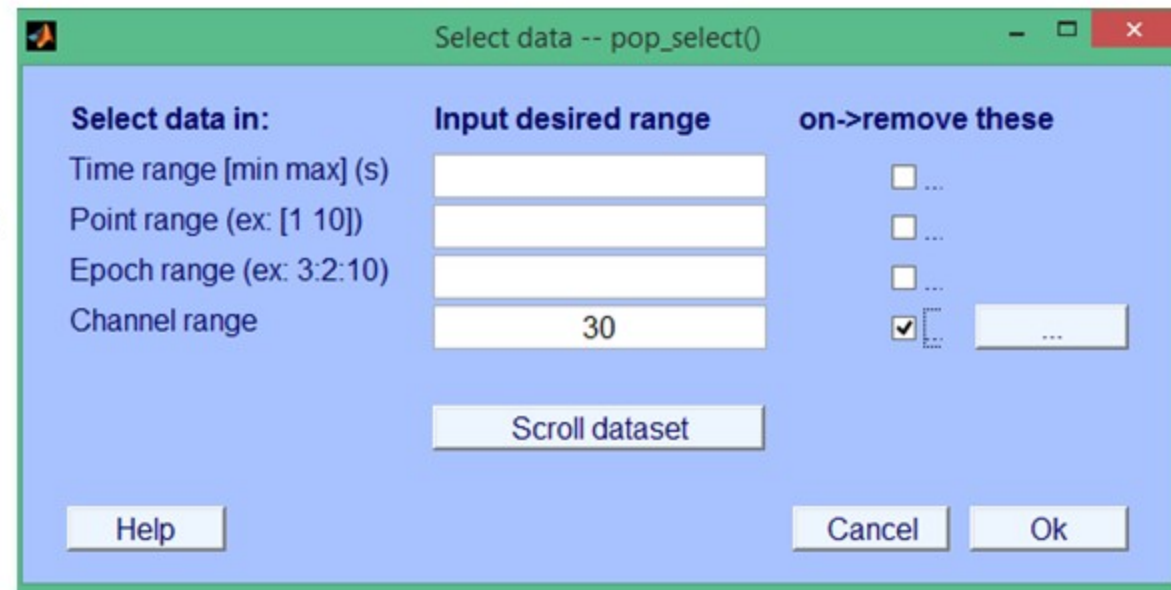 Select data -- pop_select()
Select data in: Input desired range on->remove these
Time range [min max] (s) ...
Point range (ex: [1 10]) ...
Epoch range (ex: 3:2:10) ...
Channel range 30 ... ...
Scroll dataset
Help Cancel Ok